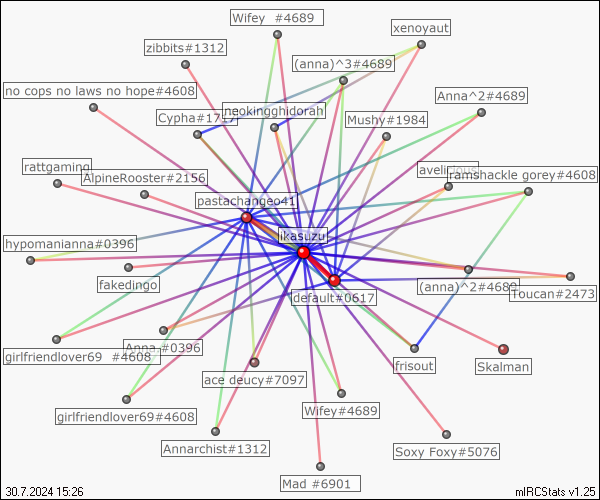 Wifey #4689
xenoyaut
zibbits#1312
(anna)^3#4689
no cops no laws no hope#4608
Anna^2#4689
Cypha#17
neokingghidorah
Mushy#1984
rattgaming
AlpineRooster#2156
ramshackle gorey#4608
pastachangeo41
ikasuzu
hypomanianna#0396
fakedingo
default#0617
(anna)^2#4689
Toucan#2473
girlfriendlover69 #4608
Anna.#0396
frisout
Skalman
ace deucy#7097
girlfriendlover69#4608
Wifey#4689
Annarchist#1312
Soxy Foxy#5076
Mad #6901
30.7.2024 15:26
mIRCStats v1.25